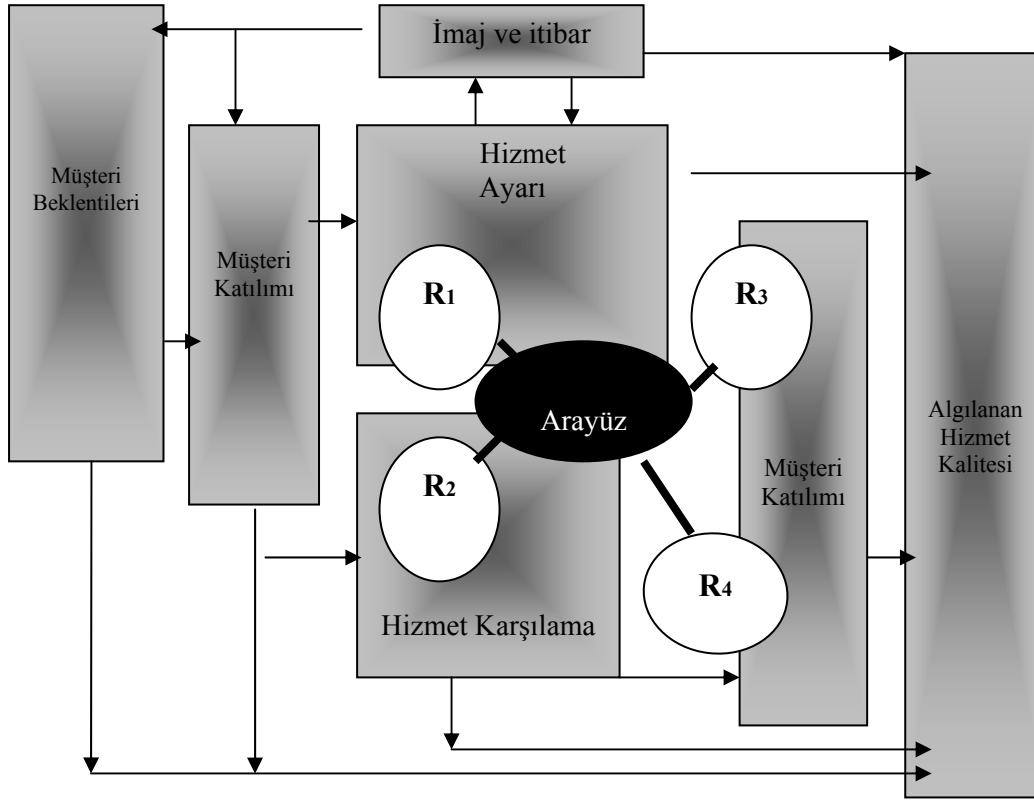 İmaj ve itibar
Müşteri
Beklentileri
Müşteri
Katılımı
Hizmet
Ayarı
R1
R3
Arayüz
R2
R4
Hizmet Karşılama
Müşteri
Katılımı
Algılanan
Hizmet
Kalitesi